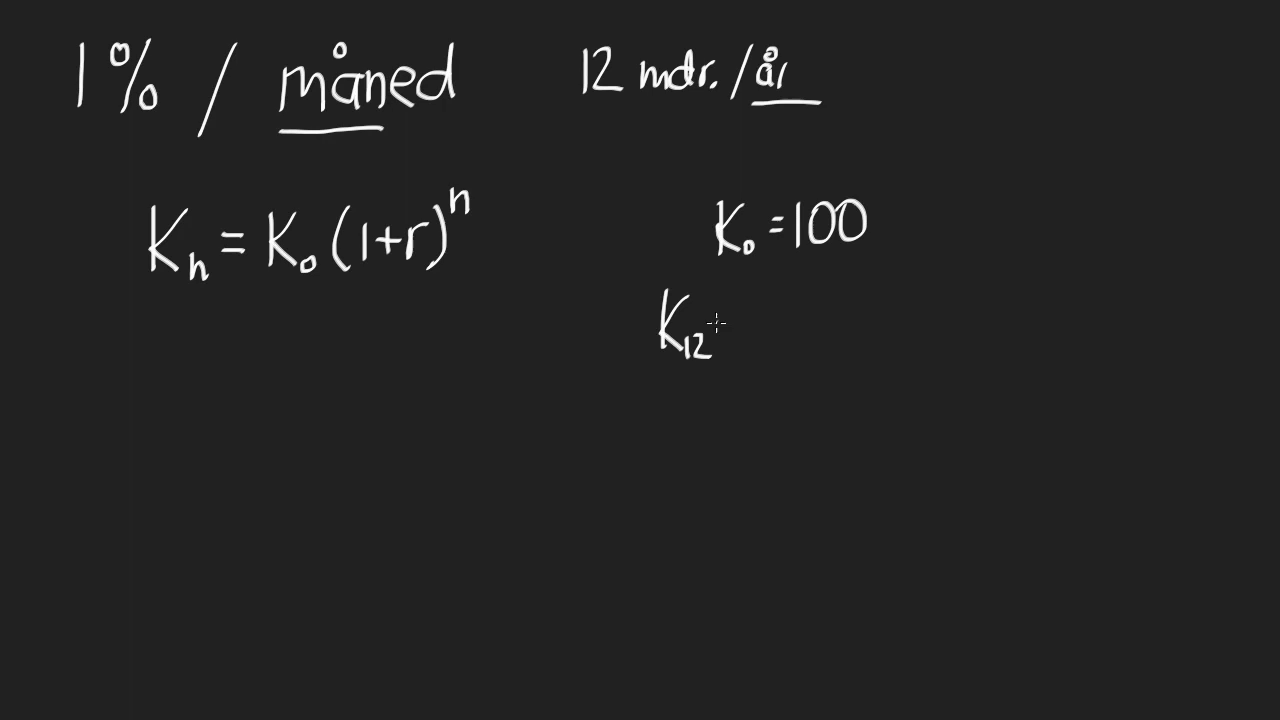 1% / måned 12 mdr. / år
Kₙ = K₀ (1+r)ⁿ
K₀ = 100
K₁₂